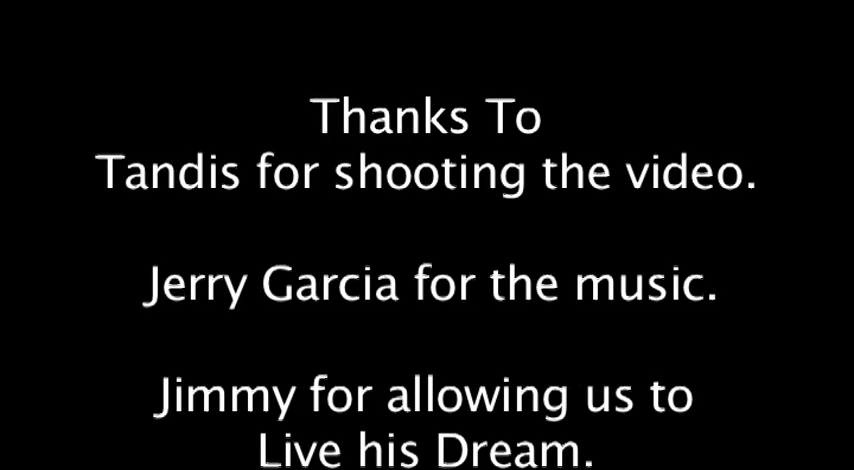 Thanks To
Tandis for shooting the video.
Jerry Garcia for the music.
Jimmy for allowing us to
Live his Dream.